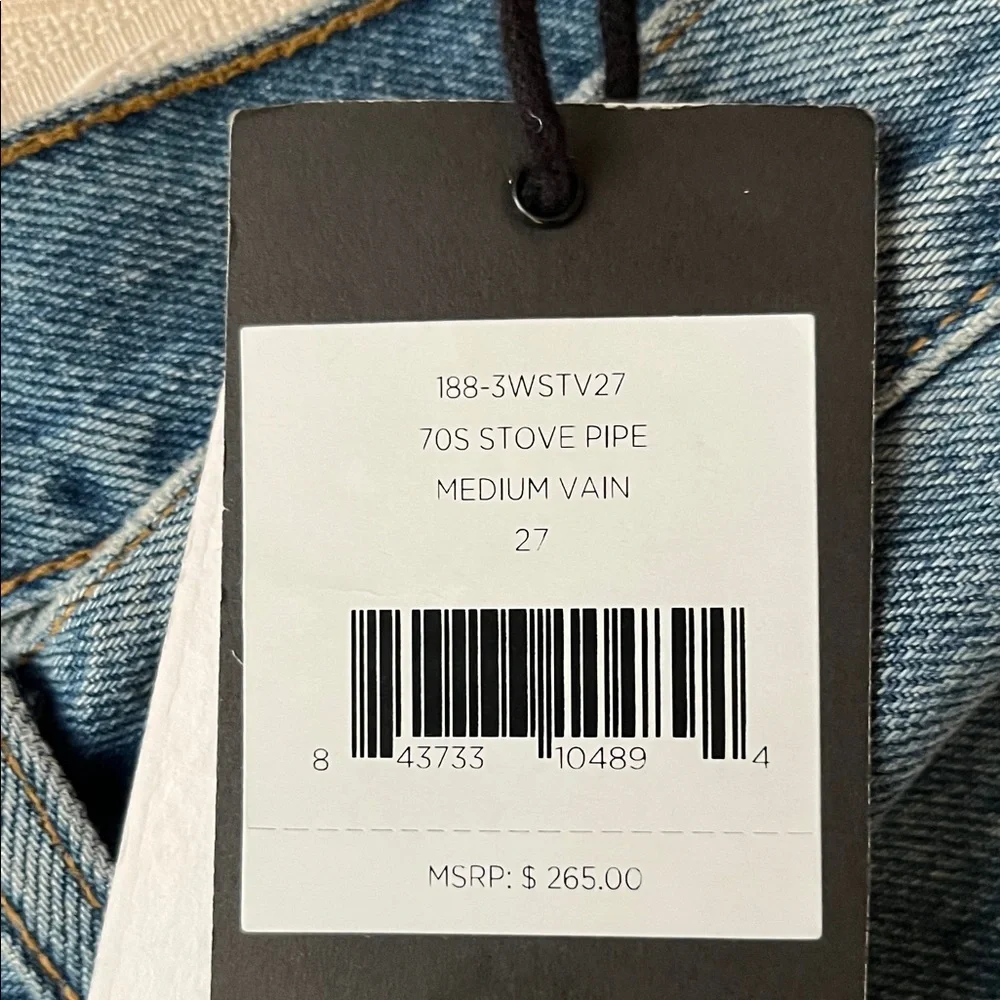 188-3WSTV27
70S STOVE PIPE
MEDIUM VAIN
27
8 43733 10489 4
MSRP: $ 265.00